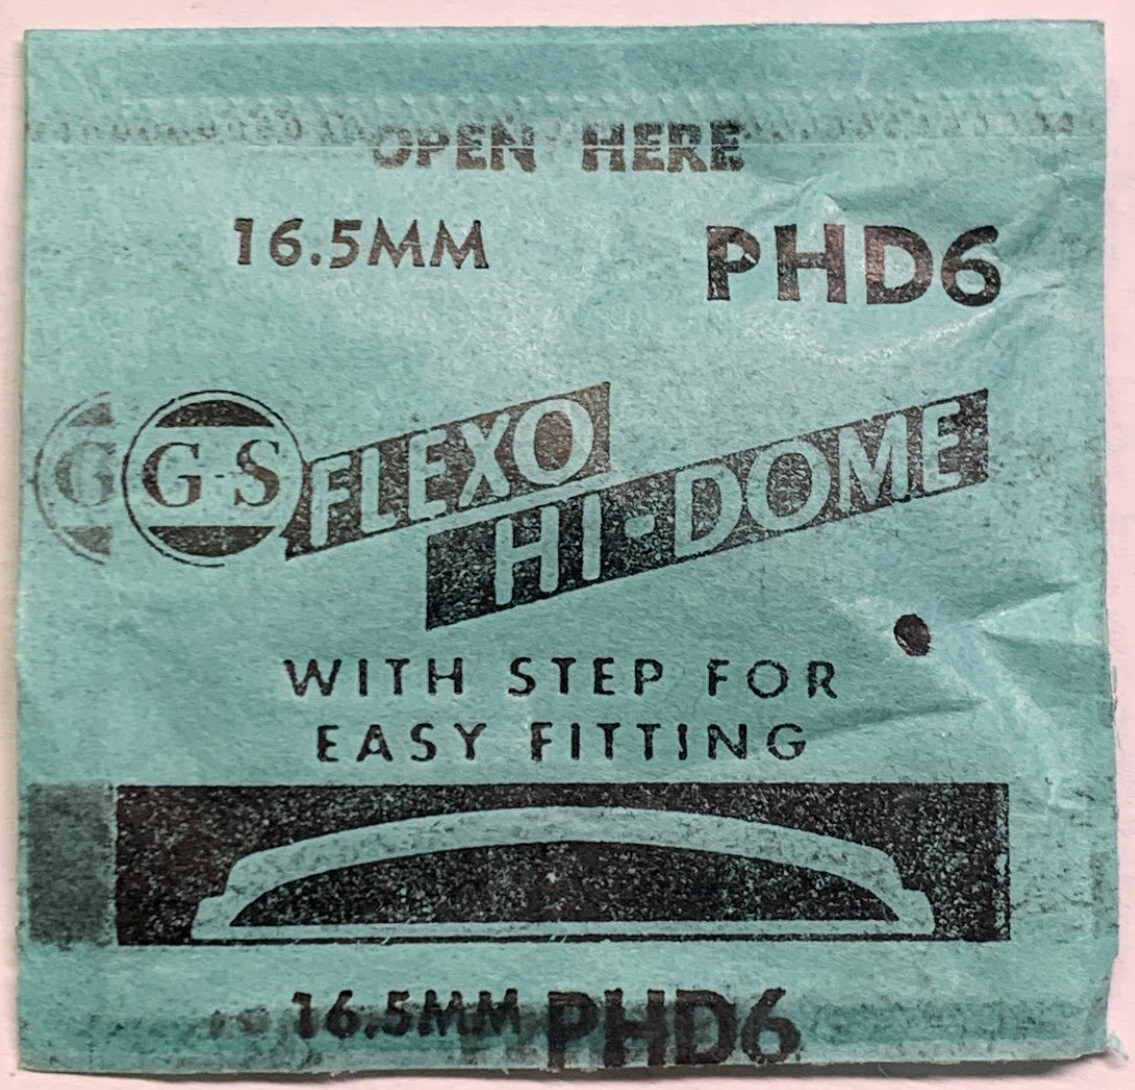 OPEN HERE
16.5MM PHD6
G-S FLEXO
HI-DOME
WITH STEP FOR
EASY FITTING
16.5MM PHD6